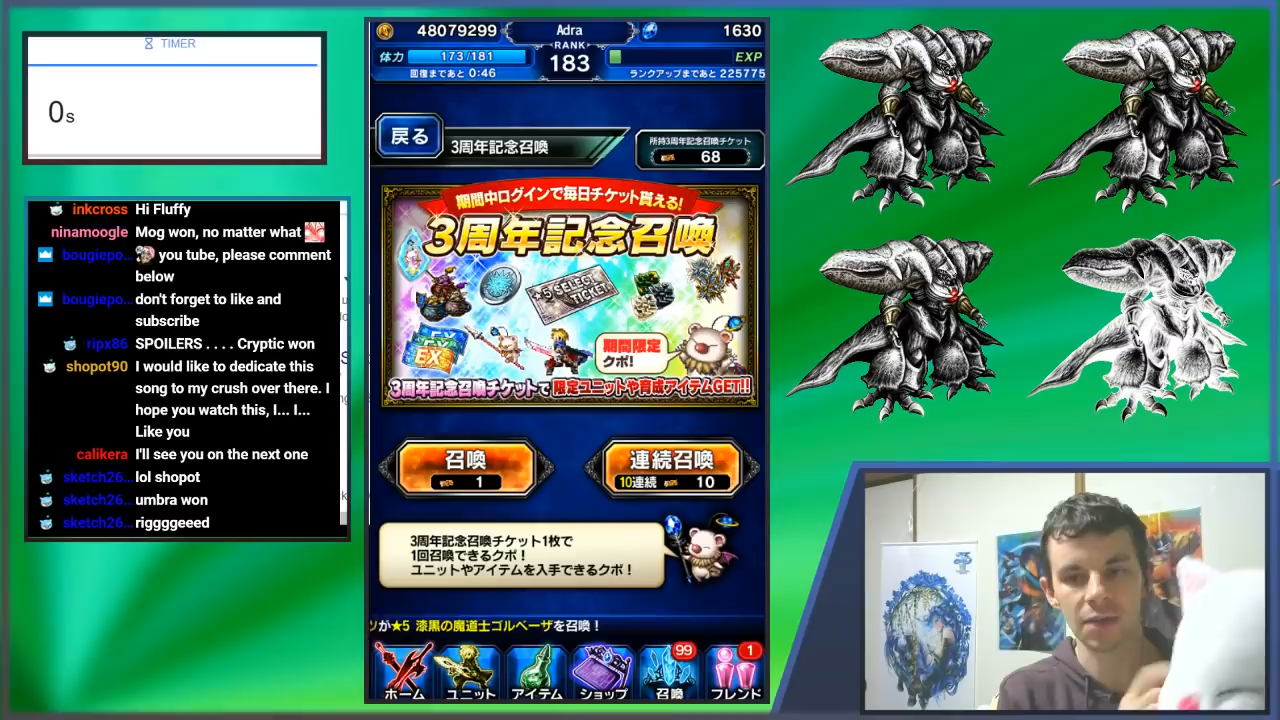 TIMER
0s
inkcross Hi Fluffy
ninamoogle Mog won, no matter what
bougiepo... you tube, please comment
below
bougiepo... don't forget to like and
subscribe
ripx86 SPOILERS . . . . Cryptic won
shopot90 I would like to dedicate this
song to my crush over there. I
hope you watch this, I... I...
Like you
calikera I'll see you on the next one
sketch26... lol shopot
sketch26... umbra won
sketch26... riggggeeed
48079299
Adra
1630
RANK
183
体力 173/181
回復まであと 0:46
EXP
ランクアップまであと 225775
戻る
3周年記念召喚
所持3周年記念召喚チケット
68
期間中ログインで毎日チケット貰える!
3周年記念召喚
★5 SELECT
TICKET
EX
期間限定
クポ!
3周年記念召喚チケットで限定ユニットや育成アイテムGET!!
召喚
1
連続召喚
10連続 10
3周年記念召喚チケット1枚で
1回召喚できるクポ!
ユニットやアイテムを入手できるクポ!
ツが★5 漆黒の魔道士ゴルベーザを召喚!
99
1
ホーム
ユニット
アイテム
ショップ
召喚
フレンド